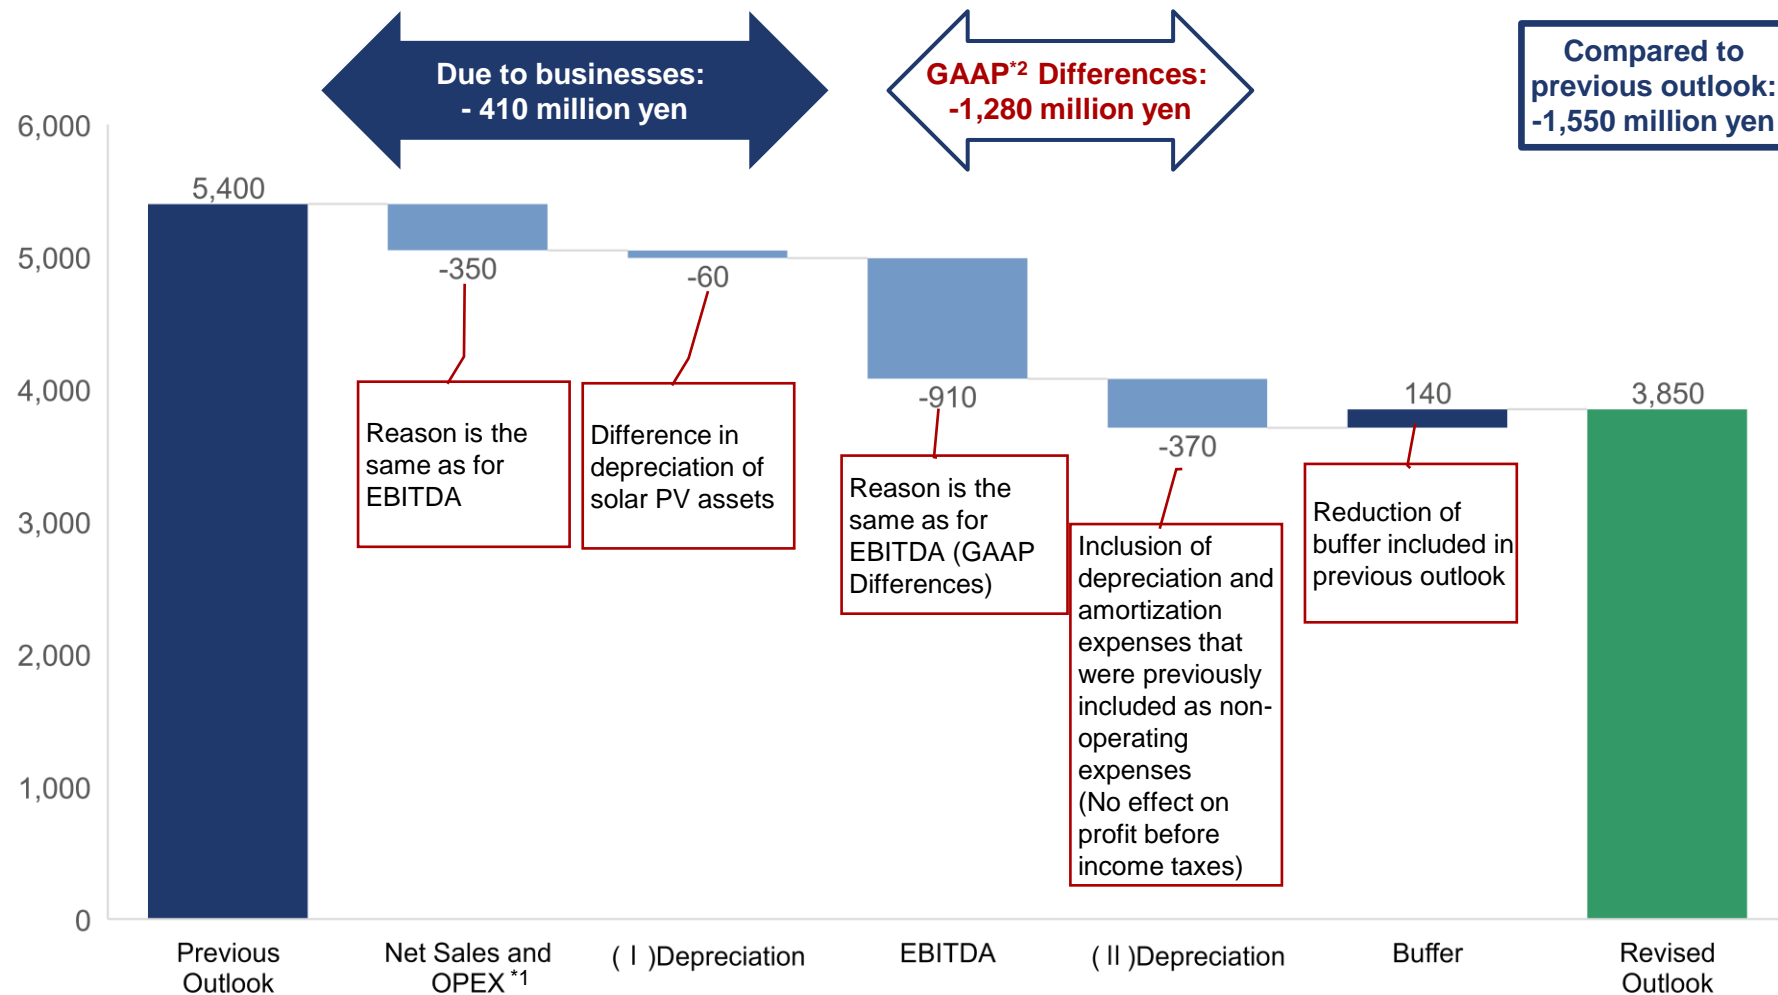 Due to businesses:
- 410 million yen
GAAP*2 Differences:
-1,280 million yen
Compared to
previous outlook:
-1,550 million yen
6,000
5,000
4,000
3,000
2,000
1,000
0
5,400
-350
-60
-910
-370
140
3,850
Reason is the
same as for
EBITDA
Difference in
depreciation of
solar PV assets
Reason is the
same as for
EBITDA (GAAP
Differences)
Inclusion of
depreciation and
amortization
expenses that
were previously
included as non-
operating
expenses
(No effect on
profit before
income taxes)
Reduction of
buffer included in
previous outlook
Previous
Outlook
Net Sales and
OPEX *1
(Ⅰ)Depreciation
EBITDA
(Ⅱ)Depreciation
Buffer
Revised
Outlook